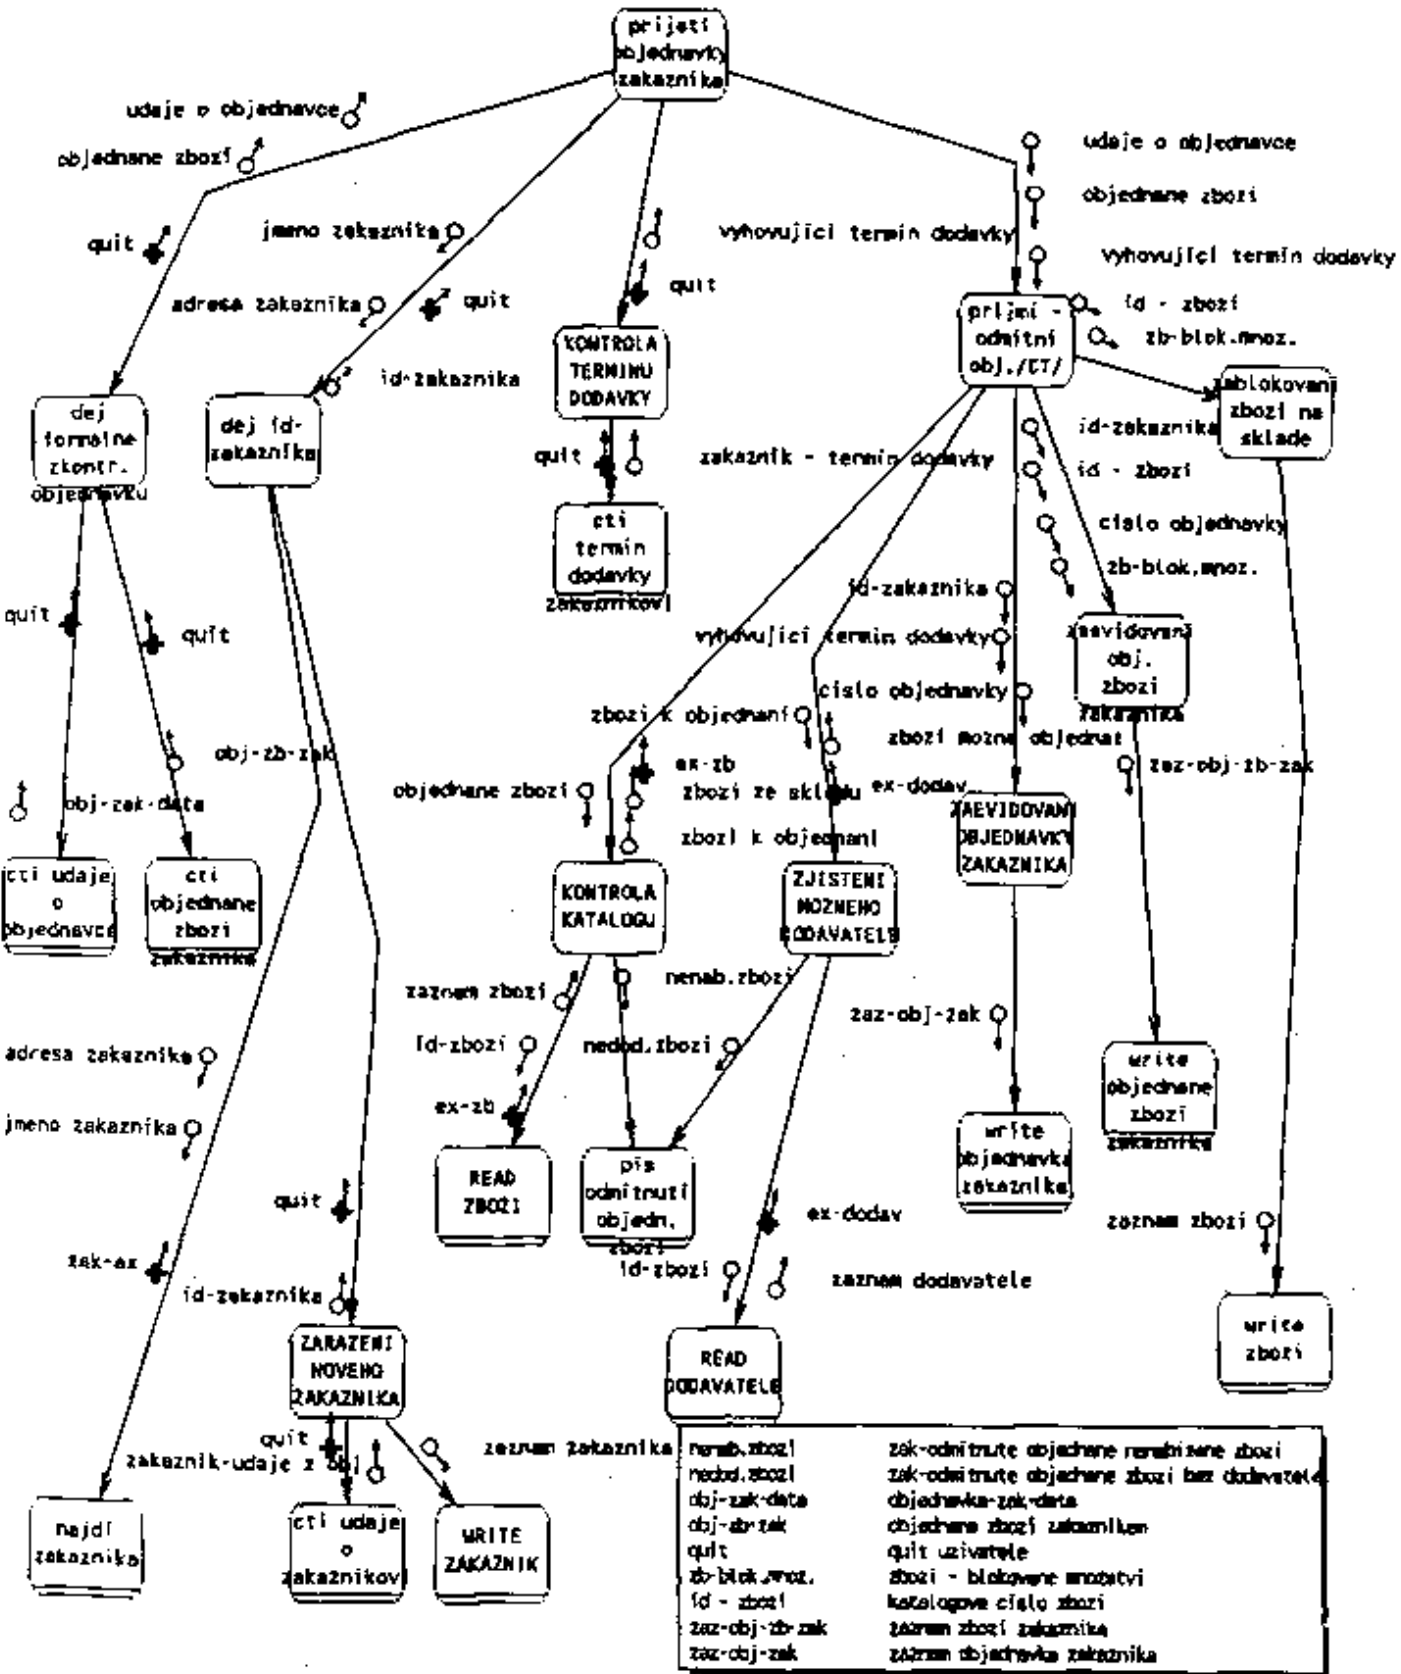 prijeti
objednavky
zakaznika
udaje o objednavce
objednane zbozi
udaje o objednavce
objednane zbozi
quit
jmeno zakaznika
vyhovujici termin dodavky
vyhovujici termin dodavky
adresa zakaznika
quit
quit
id - zbozi
zb-blok.mnoz.
prijmi -
odmitni
obj./CT/
KONTROLA
TERMINU
DODAVKY
id-zakaznika
zablokovani
zbozi na
sklade
dej
formalne
zkontr.
objednavku
dej id-
zakaznika
quit
zakaznik - termin dodavky
id-zakaznika
id - zbozi
cti
termin
dodavky
zakaznikovi
cislo objednavky
zb-blok.mnoz.
id-zakaznika
quit
quit
vyhovujici termin dodavky
zaevidovani
obj.
zbozi
zakaznika
cislo objednavky
zbozi k objednani
zbozi mozne objednat
obj-zb-zak
ex-zb
zaz-obj-zb-zak
obj-zak-data
objednane zbozi
zbozi ze skladu
ex-dodav.
zbozi k objednani
ZAEVIDOVANI
OBJEDNAVKY
ZAKAZNIKA
cti udaje
o
objednavce
cti
objednane
zbozi
zakaznika
KONTROLA
KATALOGU
ZJISTENI
MOZNEHO
DODAVATELE
zaznam zbozi
nenab.zbozi
zaz-obj-zak
id-zbozi
nedod.zbozi
adresa zakaznika
write
objednane
zbozi
zakaznika
ex-zb
jmeno zakaznika
write
objednavka
zakaznika
READ
ZBOZI
pis
odmitnuti
objedn.
zbozi
quit
ex-dodav
zaznam zbozi
zak-ex
id-zbozi
zaznam dodavatele
id-zakaznika
write
zbozi
ZARAZENI
NOVEHO
ZAKAZNIKA
READ
DODAVATELE
quit
zakaznik-udaje z obj
zaznam zakaznika
najdi
zakaznika
cti udaje
o
zakaznikovi
WRITE
ZAKAZNIK
nenab.zbozi zak-odmitnute objednane nenabizene zbozi
nedod.zbozi zak-odmitnute objednane zbozi bez dodavatele
obj-zak-data objednavka-zak-data
obj-zb-zak objednane zbozi zakaznikem
quit quit uzivatele
zb-blok.mnoz. zbozi - blokovane mnozstvi
id - zbozi katalogove cislo zbozi
zaz-obj-zb-zak zaznam zbozi zakaznika
zaz-obj-zak zaznam objednavka zakaznika